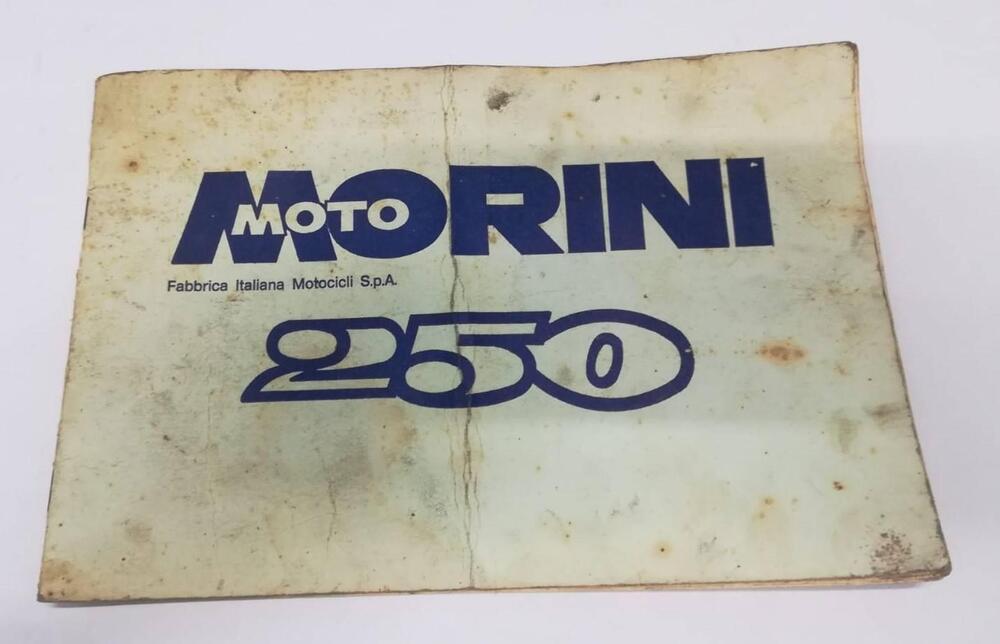 MOTO MORINI
Fabbrica Italiana Motocicli S.p.A.
250